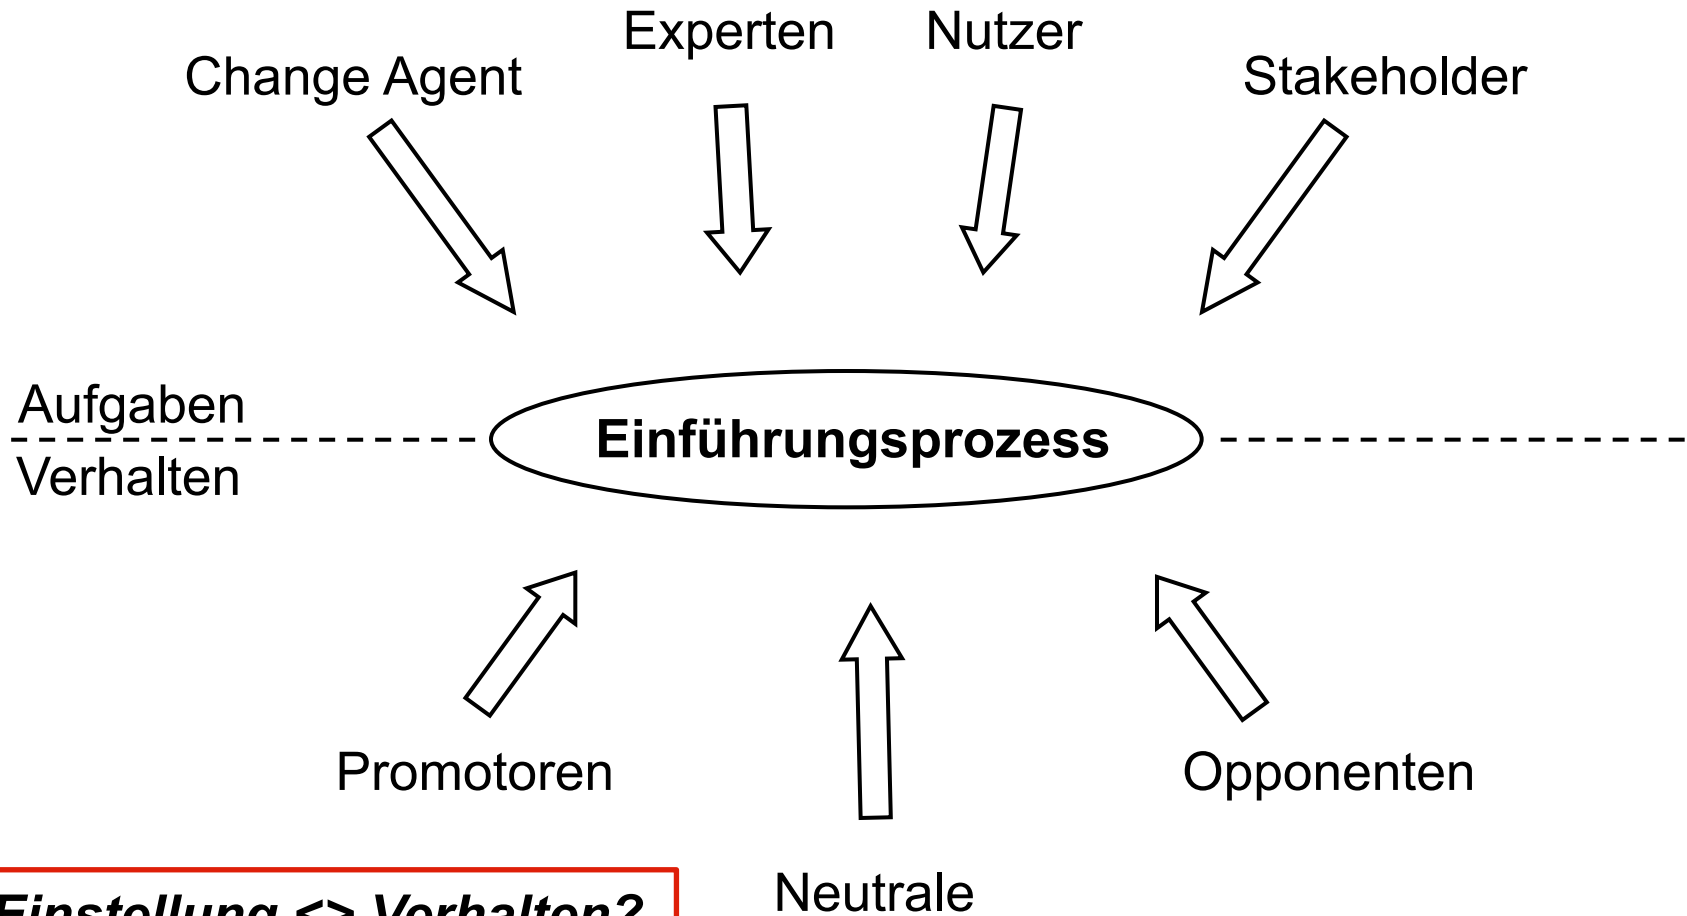 Experten
Nutzer
Change Agent
Stakeholder
Aufgaben
Einführungsprozess
Verhalten
Promotoren
Opponenten
Neutrale
Einstellung <> Verhalten?